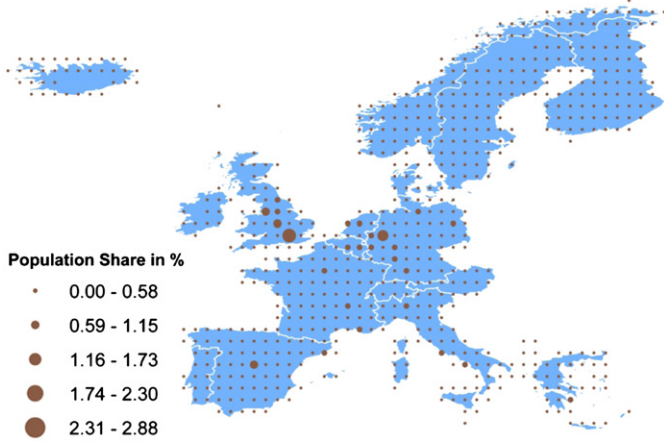 Population Share in %
0.00 - 0.58
0.59 - 1.15
1.16 - 1.73
1.74 - 2.30
2.31 - 2.88